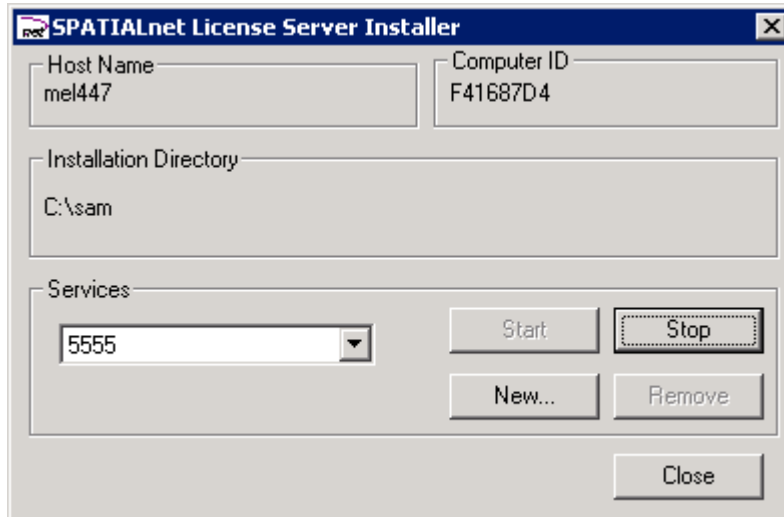 SPATIALnet License Server Installer
Host Name
mel447
Computer ID
F41687D4
Installation Directory
C:\sam
Services
5555
Start
Stop
New...
Remove
Close